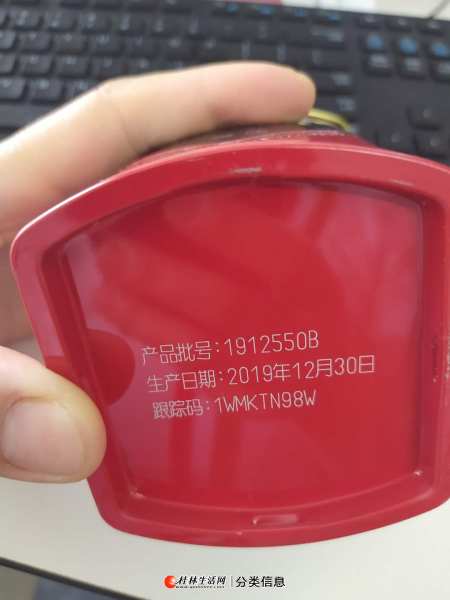 产品批号:1912550B
生产日期:2019年12月30日
跟踪码:1WMKTN98W
桂林生活网 | 分类信息